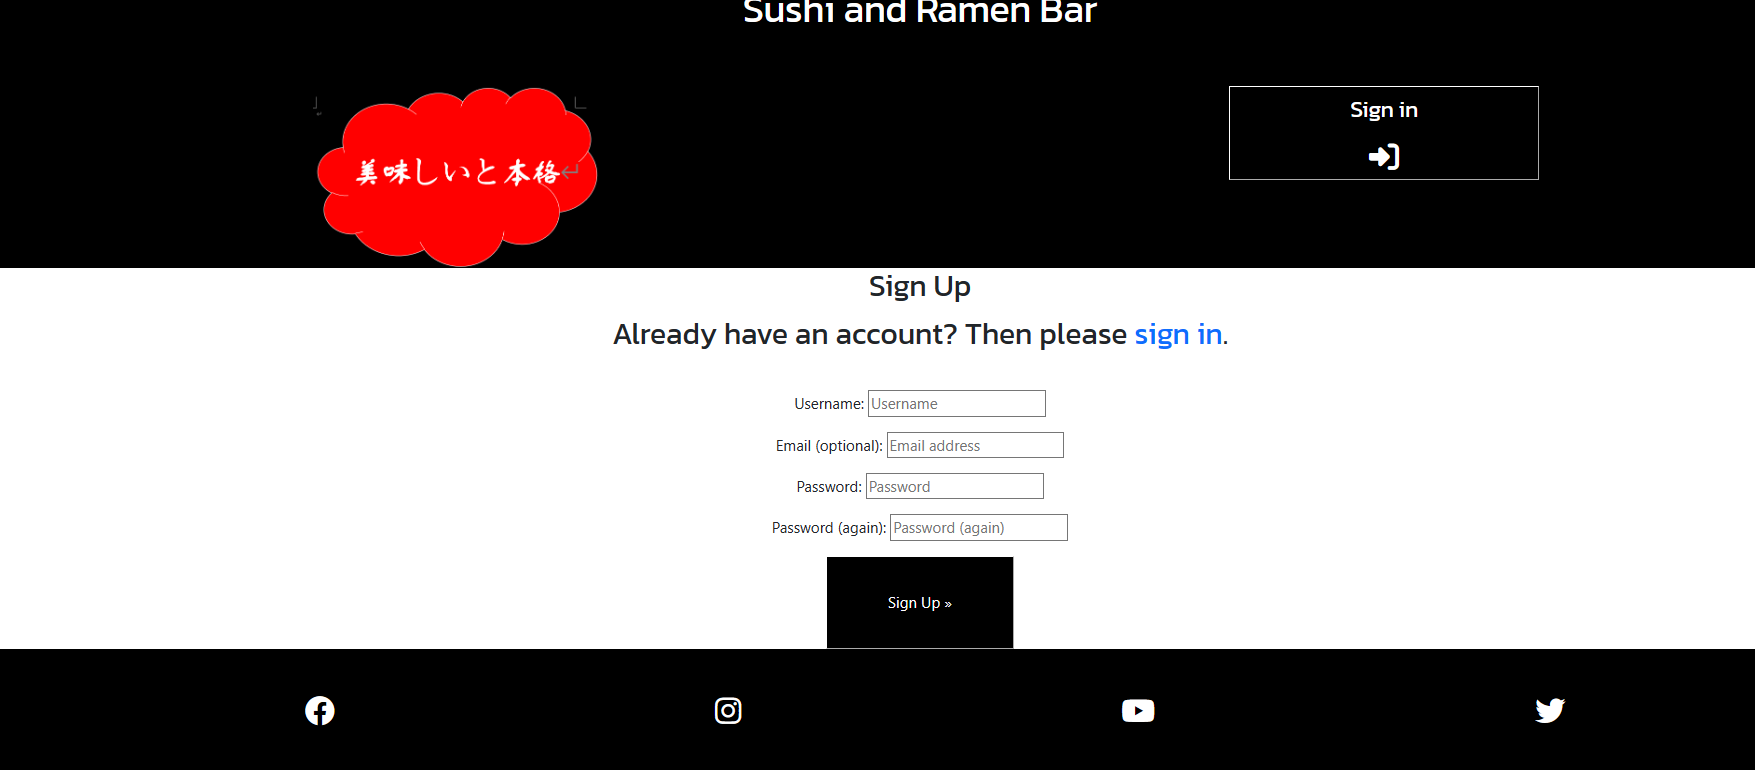 Sushi and Ramen Bar
美味しいと本格↵
Sign in
Sign Up
Already have an account? Then please sign in.
Username: Username
Email (optional): Email address
Password: Password
Password (again): Password (again)
Sign Up »